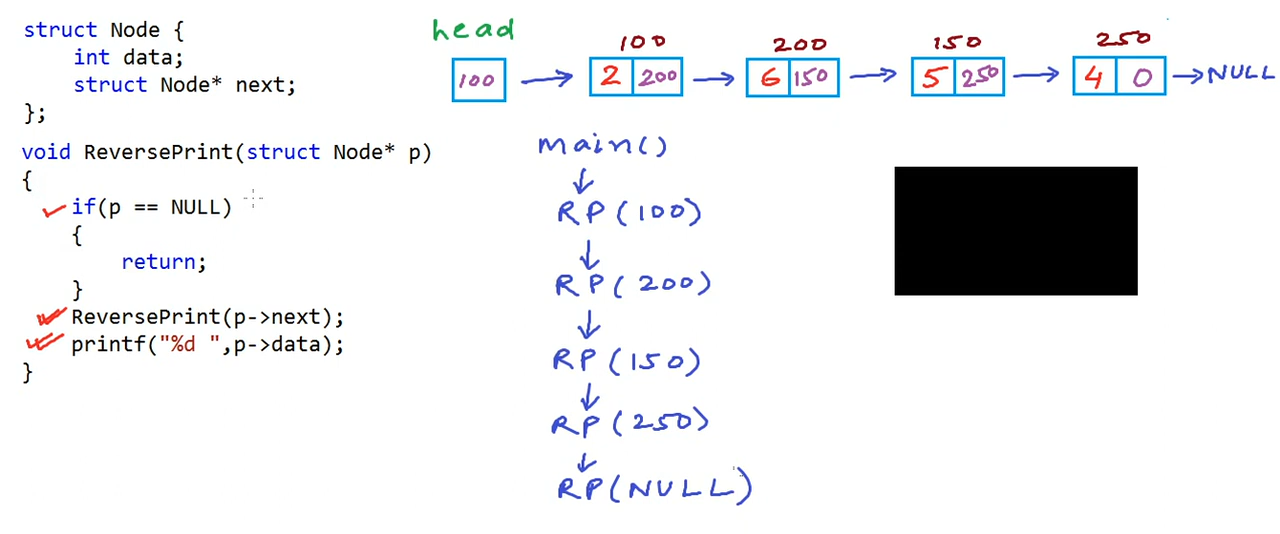 struct Node {
int data;
struct Node* next;
};
void ReversePrint(struct Node* p)
{
if(p == NULL)
{
return;
}
ReversePrint(p->next);
printf("%d ",p->data);
}
head
100
100
2 200
200
6 150
150
5 250
250
4 0
NULL
main()
RP(100)
RP(200)
RP(150)
RP(250)
RP(NULL)